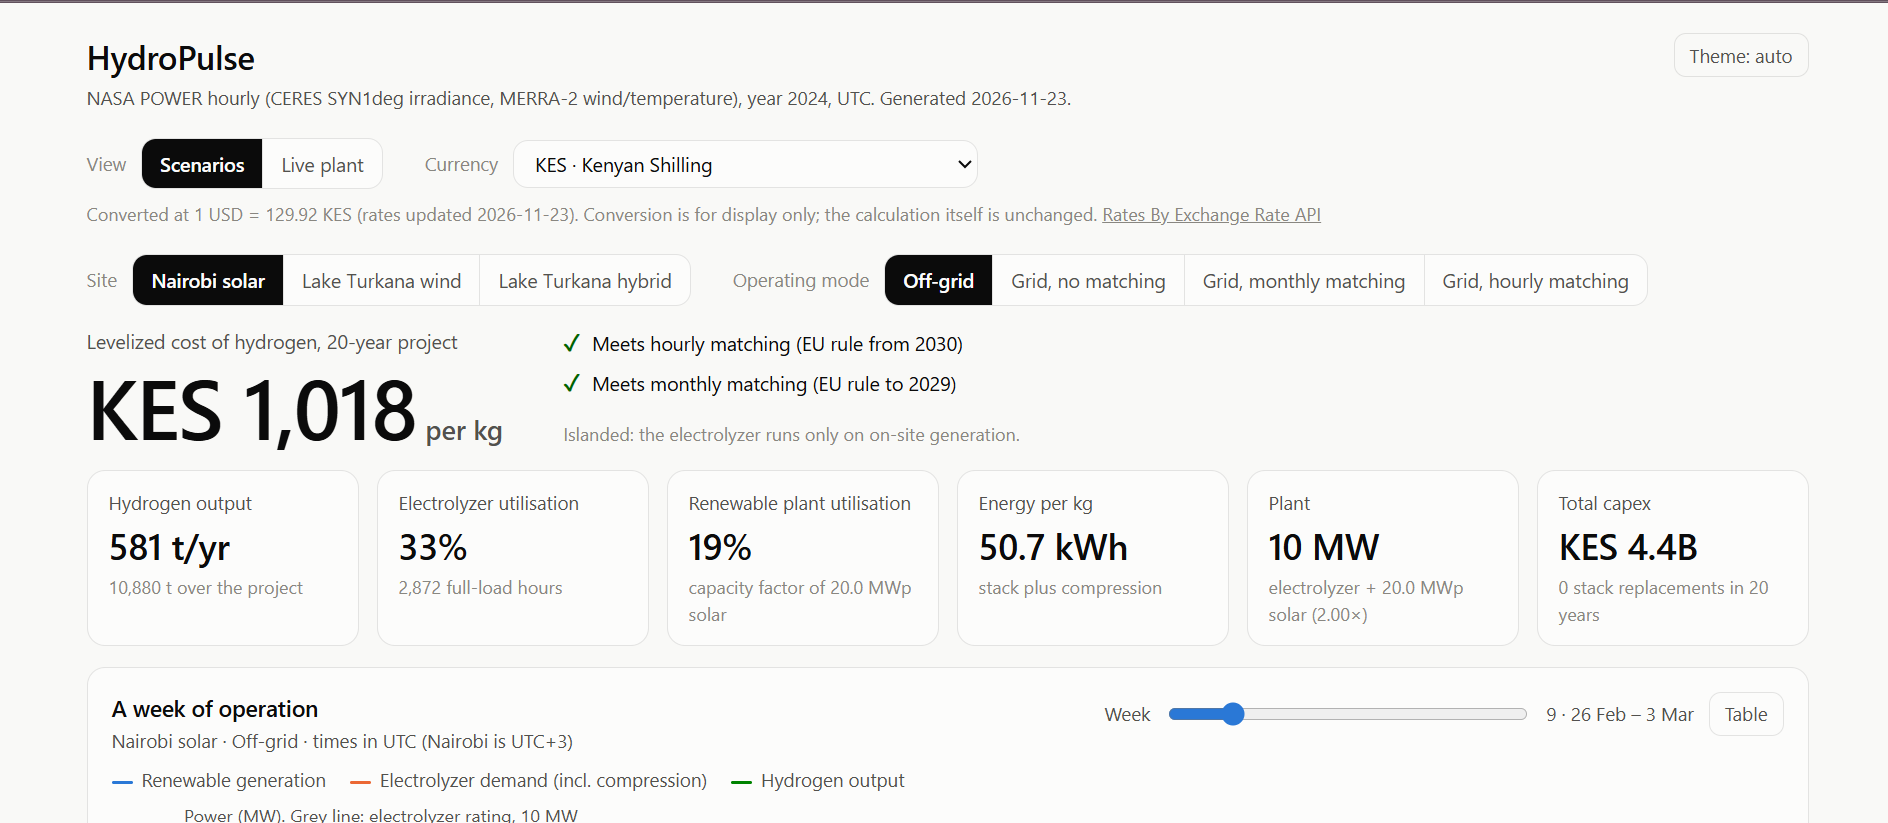 HydroPulse
Theme: auto
NASA POWER hourly (CERES SYN1deg irradiance, MERRA-2 wind/temperature), year 2024, UTC. Generated 2026-11-23.
View Scenarios Live plant Currency KES · Kenyan Shilling
Converted at 1 USD = 129.92 KES (rates updated 2026-11-23). Conversion is for display only; the calculation itself is unchanged. Rates By Exchange Rate API
Site Nairobi solar Lake Turkana wind Lake Turkana hybrid Operating mode Off-grid Grid, no matching Grid, monthly matching Grid, hourly matching
Levelized cost of hydrogen, 20-year project
KES 1,018 per kg
✓ Meets hourly matching (EU rule from 2030)
✓ Meets monthly matching (EU rule to 2029)
Islanded: the electrolyzer runs only on on-site generation.
Hydrogen output
581 t/yr
10,880 t over the project
Electrolyzer utilisation
33%
2,872 full-load hours
Renewable plant utilisation
19%
capacity factor of 20.0 MWp
solar
Energy per kg
50.7 kWh
stack plus compression
Plant
10 MW
electrolyzer + 20.0 MWp
solar (2.00×)
Total capex
KES 4.4B
0 stack replacements in 20
years
A week of operation
Week 9 · 26 Feb – 3 Mar Table
Nairobi solar · Off-grid · times in UTC (Nairobi is UTC+3)
Renewable generation Electrolyzer demand (incl. compression) Hydrogen output
Power (MW). Grey line: electrolyzer rating, 10 MW